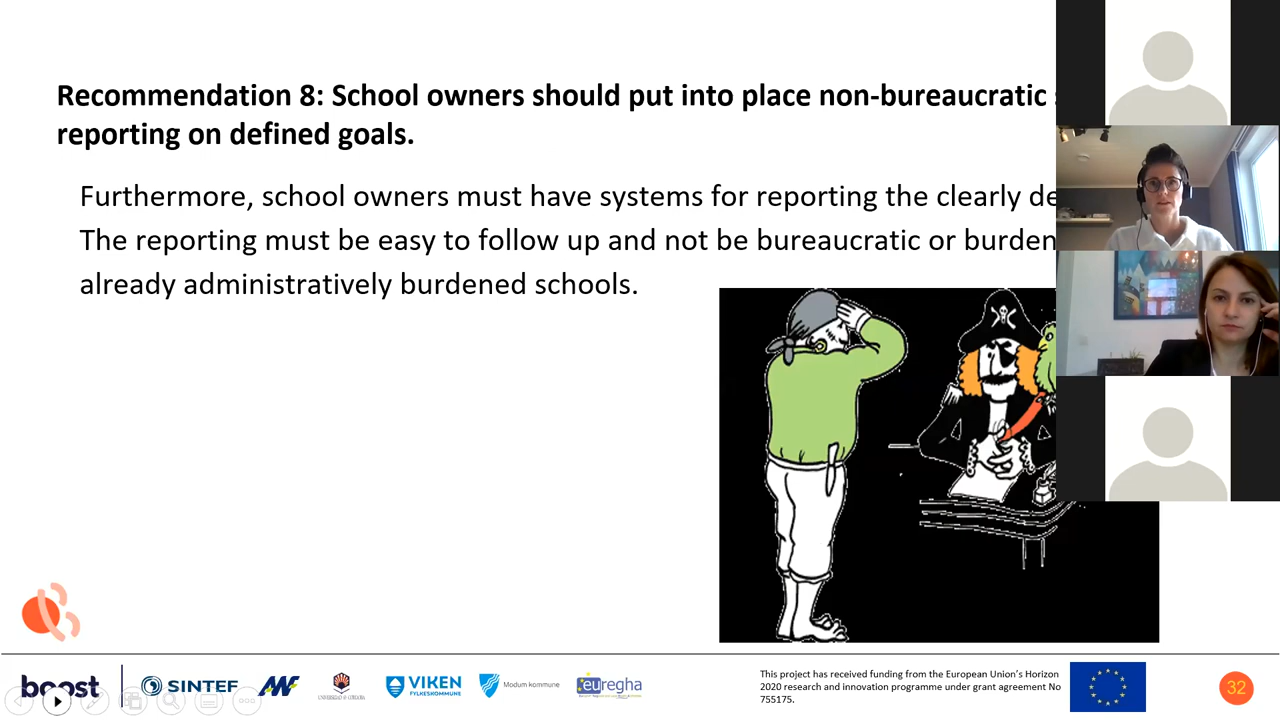 Recommendation 8: School owners should put into place non-bureaucratic
reporting on defined goals.
Furthermore, school owners must have systems for reporting the clearly de
The reporting must be easy to follow up and not be bureaucratic or burden
already administratively burdened schools.
boost
SINTEF
UNIVERSIDAD DE CORDOBA
VIKEN
FYLKESKOMMUNE
Modum kommune
euregha
This project has received funding from the European Union's Horizon
2020 research and innovation programme under grant agreement No
755175.
32